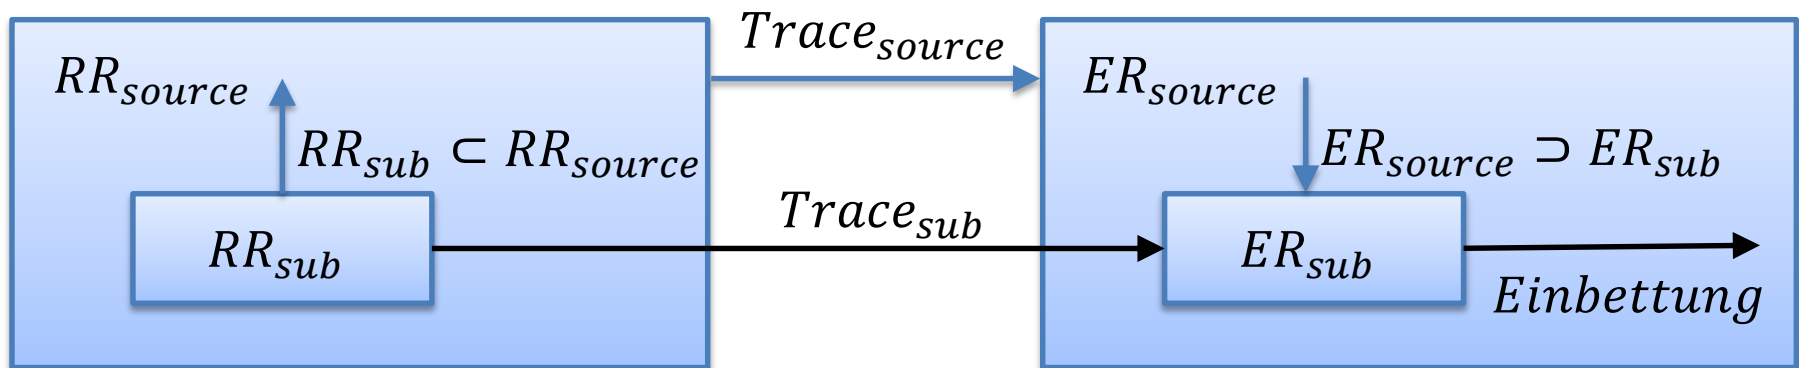 Trace_source
RR_source
ER_source
RR_sub ⊂ RR_source
ER_source ⊃ ER_sub
Trace_sub
RR_sub
ER_sub
Einbettung